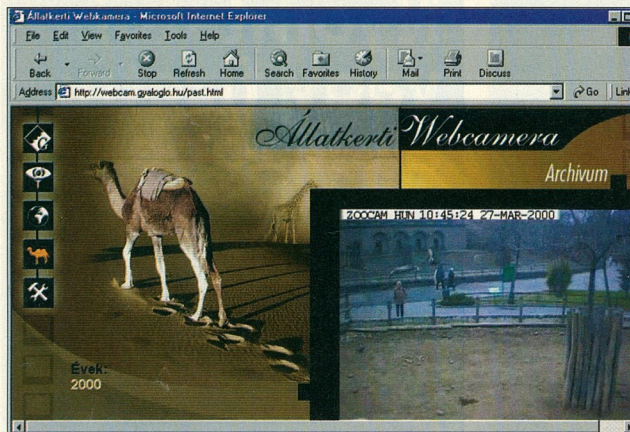 Állatkerti Webkamera - Microsoft Internet Explorer
File Edit View Favorites Tools Help
Back Forward Stop Refresh Home Search Favorites History Mail Print Discuss
Address http://webcam.gyaloglo.hu/past.html Go Link
Állatkerti Webcamera
Archivum
ZOOCAM HUN 10:45:24 27-MAR-2000
Évek:
2000